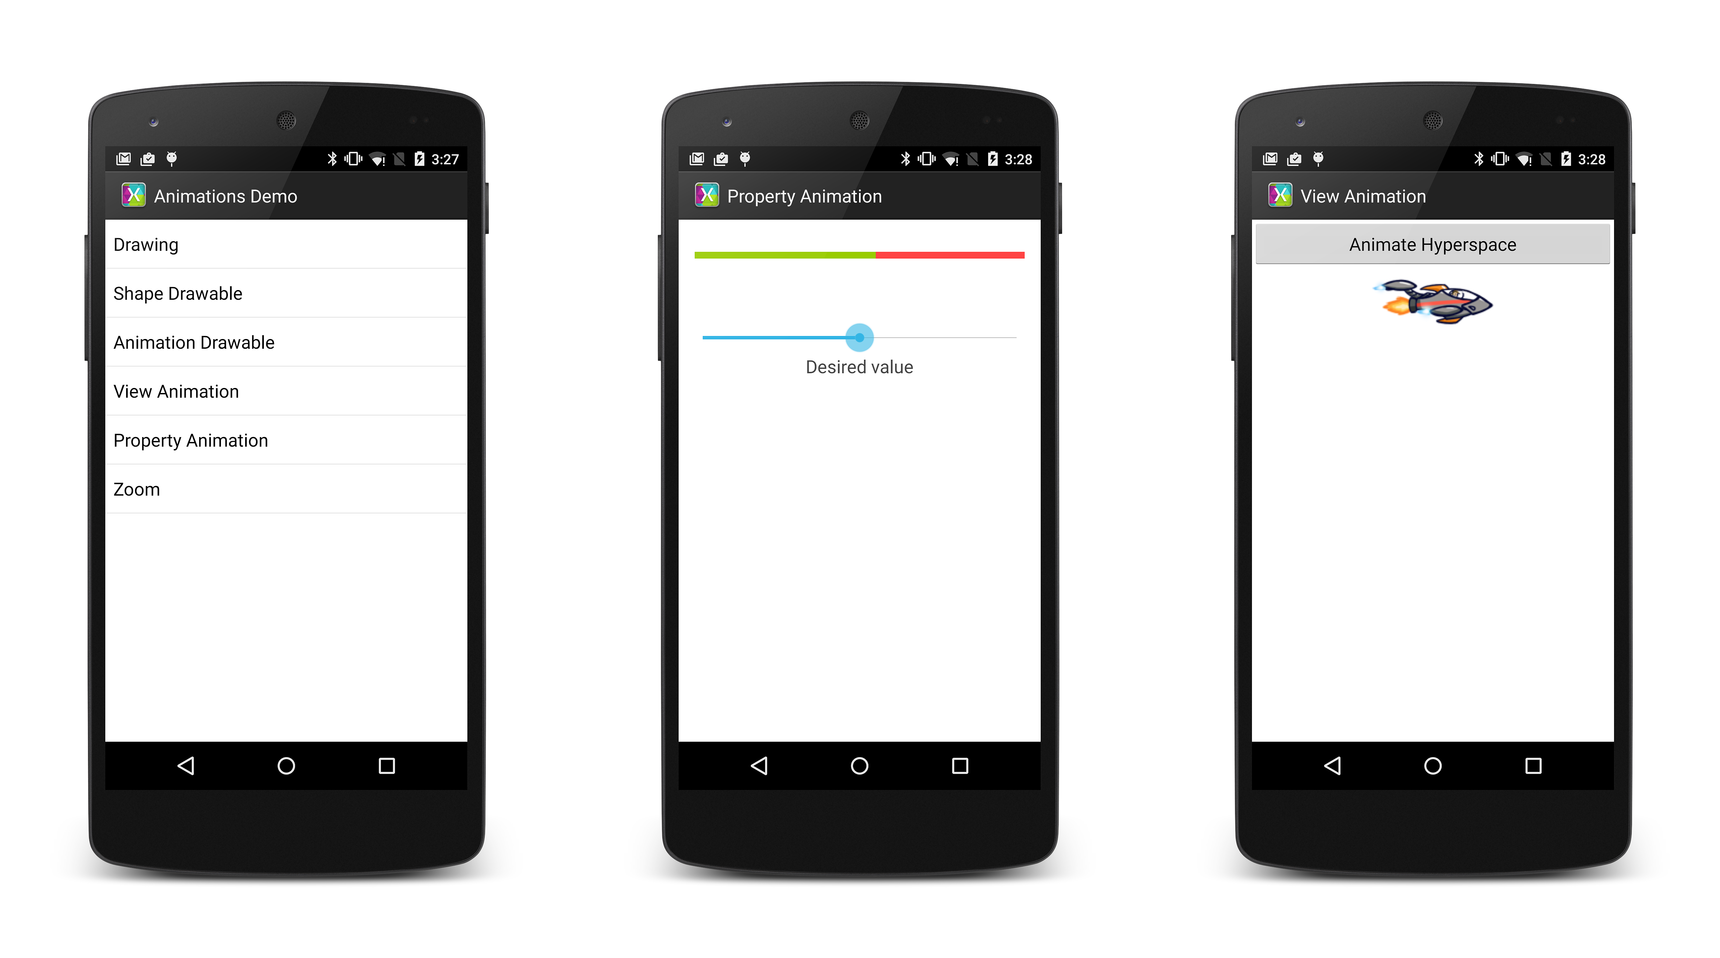 3:27
Animations Demo
Drawing
Shape Drawable
Animation Drawable
View Animation
Property Animation
Zoom
3:28
Property Animation
Desired value
3:28
View Animation
Animate Hyperspace